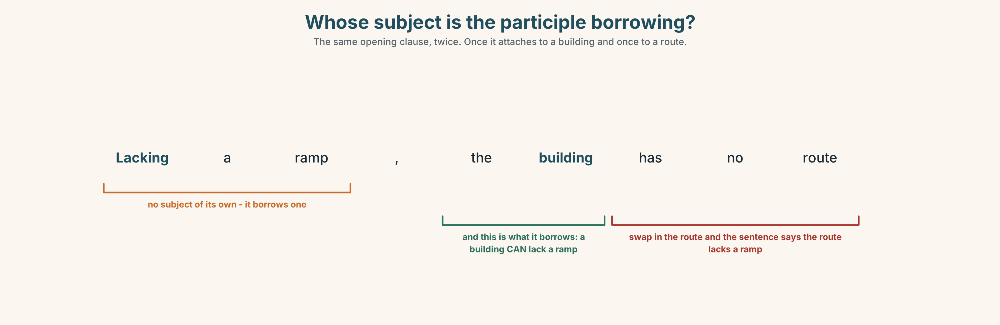 Whose subject is the participle borrowing?
The same opening clause, twice. Once it attaches to a building and once to a route.
Lacking a ramp , the building has no route
no subject of its own - it borrows one
and this is what it borrows: a
building CAN lack a ramp
swap in the route and the sentence says the route
lacks a ramp